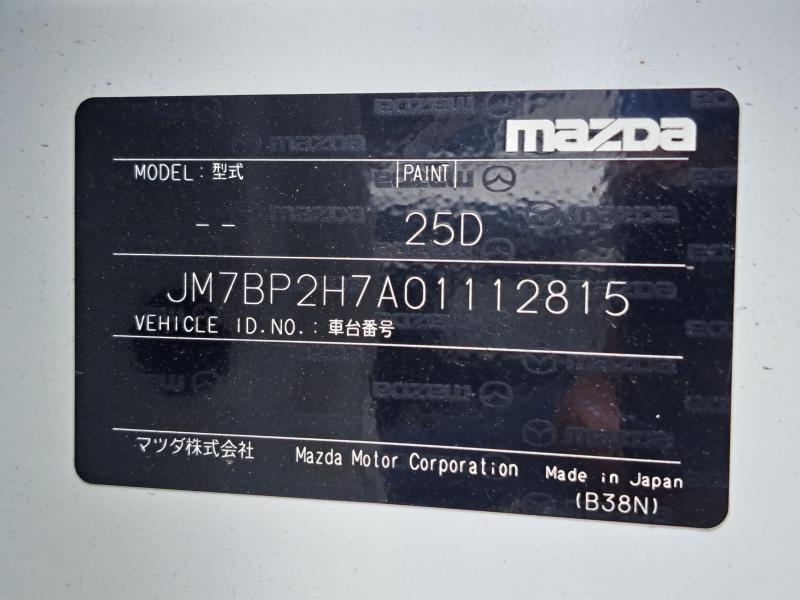 mazda
MODEL: 型式 PAINT
-- 25D
JM7BP2H7A01112815
VEHICLE ID.NO.: 車台番号
マツダ株式会社 Mazda Motor Corporation Made in Japan
(B38N)